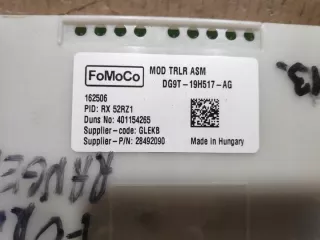 FoMoCo
MOD TRLR ASM
DG9T-19H517-AG
162506
PID: RX 52RZ1
Duns No: 401154265
Supplier-code: GLEKB
Supplier-P/N: 28492090
Made in Hungary
13.